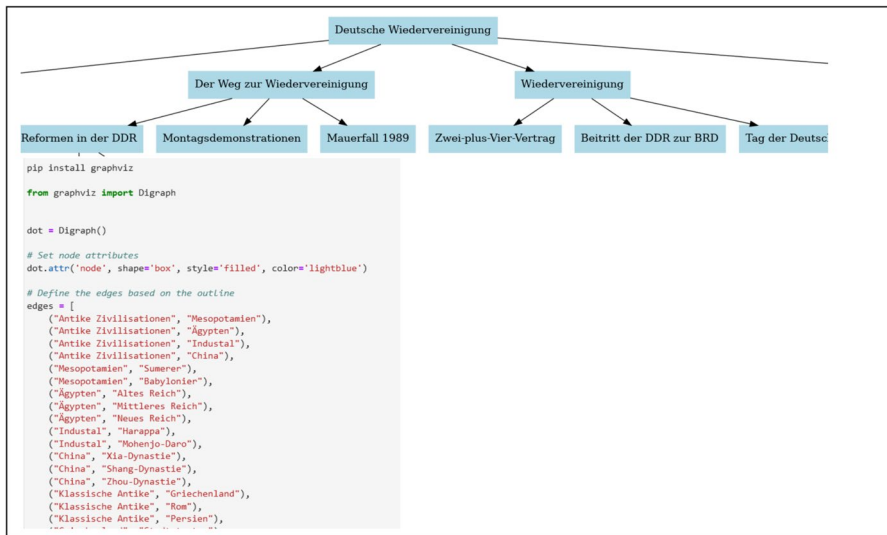 Deutsche Wiedervereinigung
Der Weg zur Wiedervereinigung
Wiedervereinigung
Reformen in der DDR
Montagsdemonstrationen
Mauerfall 1989
Zwei-plus-Vier-Vertrag
Beitritt der DDR zur BRD
Tag der Deutsc
pip install graphviz
from graphviz import Digraph
dot = Digraph()
# Set node attributes
dot.attr('node', shape='box', style='filled', color='lightblue')
# Define the edges based on the outline
edges = [
("Antike Zivilisationen", "Mesopotamien"),
("Antike Zivilisationen", "Ägypten"),
("Antike Zivilisationen", "Industal"),
("Antike Zivilisationen", "China"),
("Mesopotamien", "Sumerer"),
("Mesopotamien", "Babylonier"),
("Ägypten", "Altes Reich"),
("Ägypten", "Mittleres Reich"),
("Ägypten", "Neues Reich"),
("Industal", "Harappa"),
("Industal", "Mohenjo-Daro"),
("China", "Xia-Dynastie"),
("China", "Shang-Dynastie"),
("China", "Zhou-Dynastie"),
("Klassische Antike", "Griechenland"),
("Klassische Antike", "Rom"),
("Klassische Antike", "Persien"),